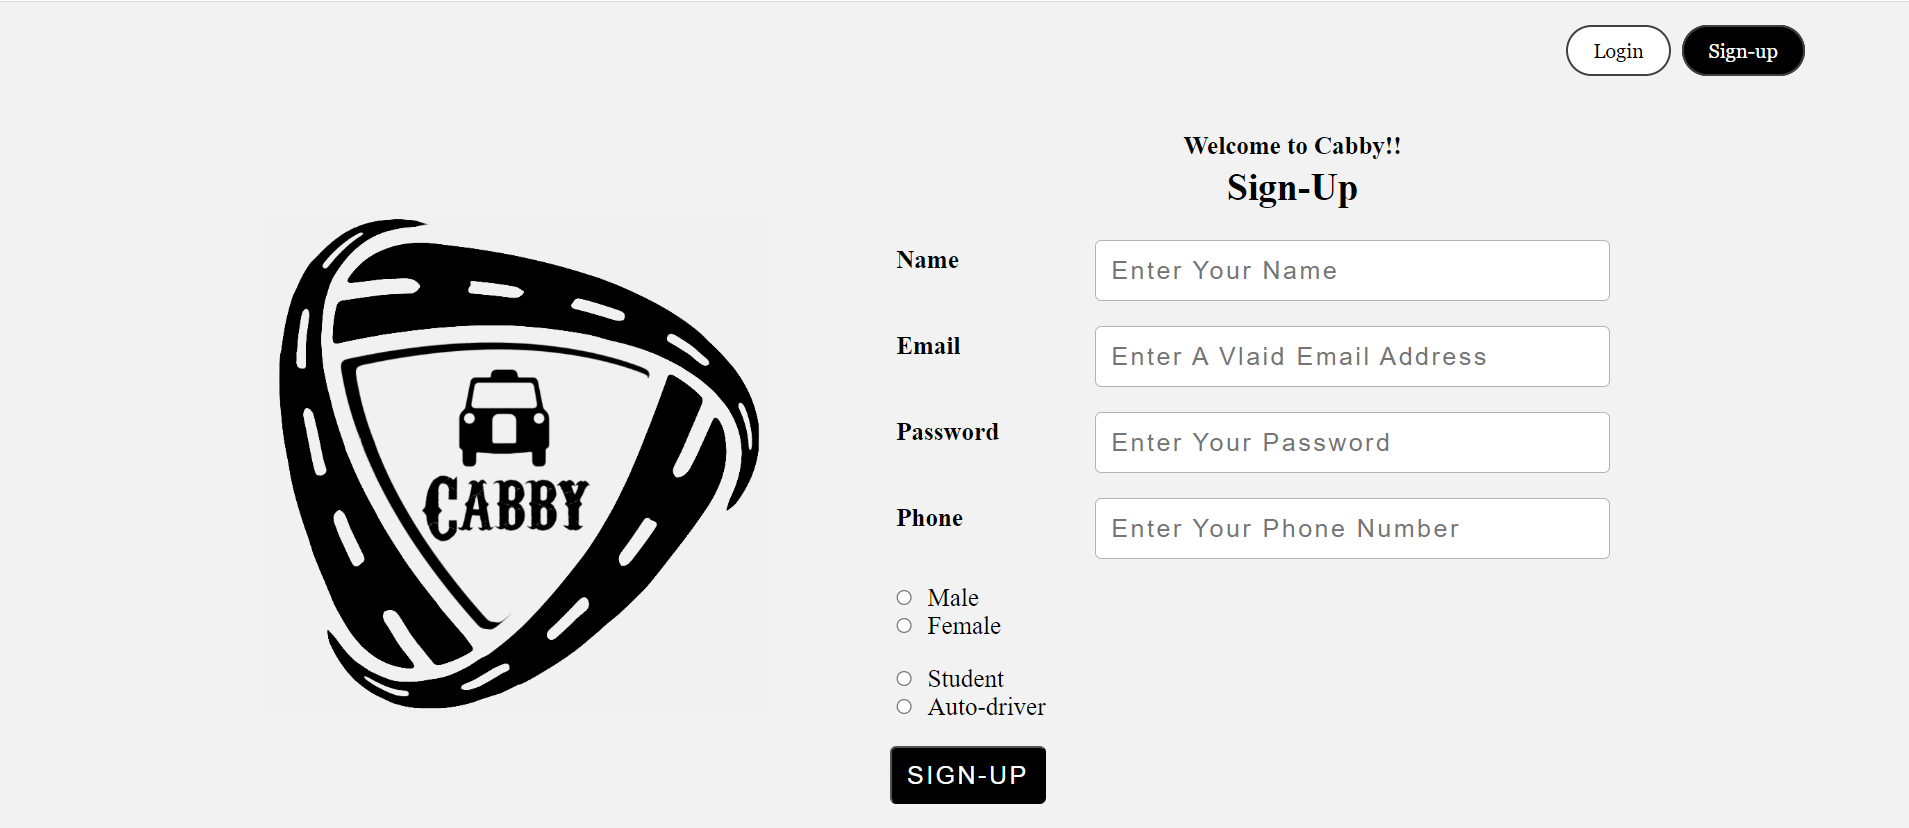 Login
Sign-up
Welcome to Cabby!!
Sign-Up
CABBY
Name
Enter Your Name
Email
Enter A Vlaid Email Address
Password
Enter Your Password
Phone
Enter Your Phone Number
Male
Female
Student
Auto-driver
SIGN-UP